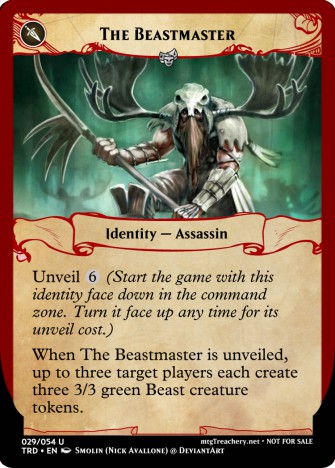 THE BEASTMASTER
Identity — Assassin
Unveil 6 (Start the game with this
identity face down in the command
zone. Turn it face up any time for its
unveil cost.)
When The Beastmaster is unveiled,
up to three target players each create
three 3/3 green Beast creature
tokens.
029/054 U
mtgTreachery.net • NOT FOR SALE
TRD • EN SMOLIN (NICK AVALLONE) @ DEVIANTART